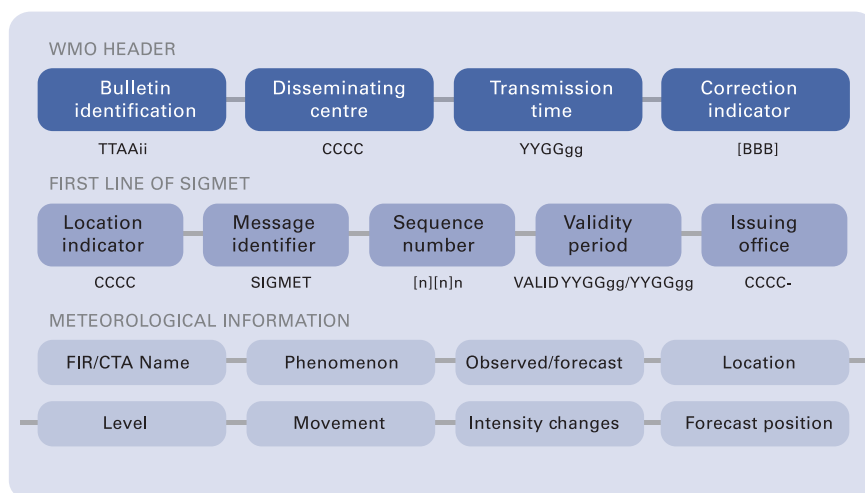 WMO HEADER
Bulletin
identification
Disseminating
centre
Transmission
time
Correction
indicator
TTAAii
CCCC
YYGGgg
[BBB]
FIRST LINE OF SIGMET
Location
indicator
Message
identifier
Sequence
number
Validity
period
Issuing
office
CCCC
SIGMET
[n][n]n
VALID YYGGgg/YYGGgg
CCCC-
METEOROLOGICAL INFORMATION
FIR/CTA Name
Phenomenon
Observed/forecast
Location
Level
Movement
Intensity changes
Forecast position